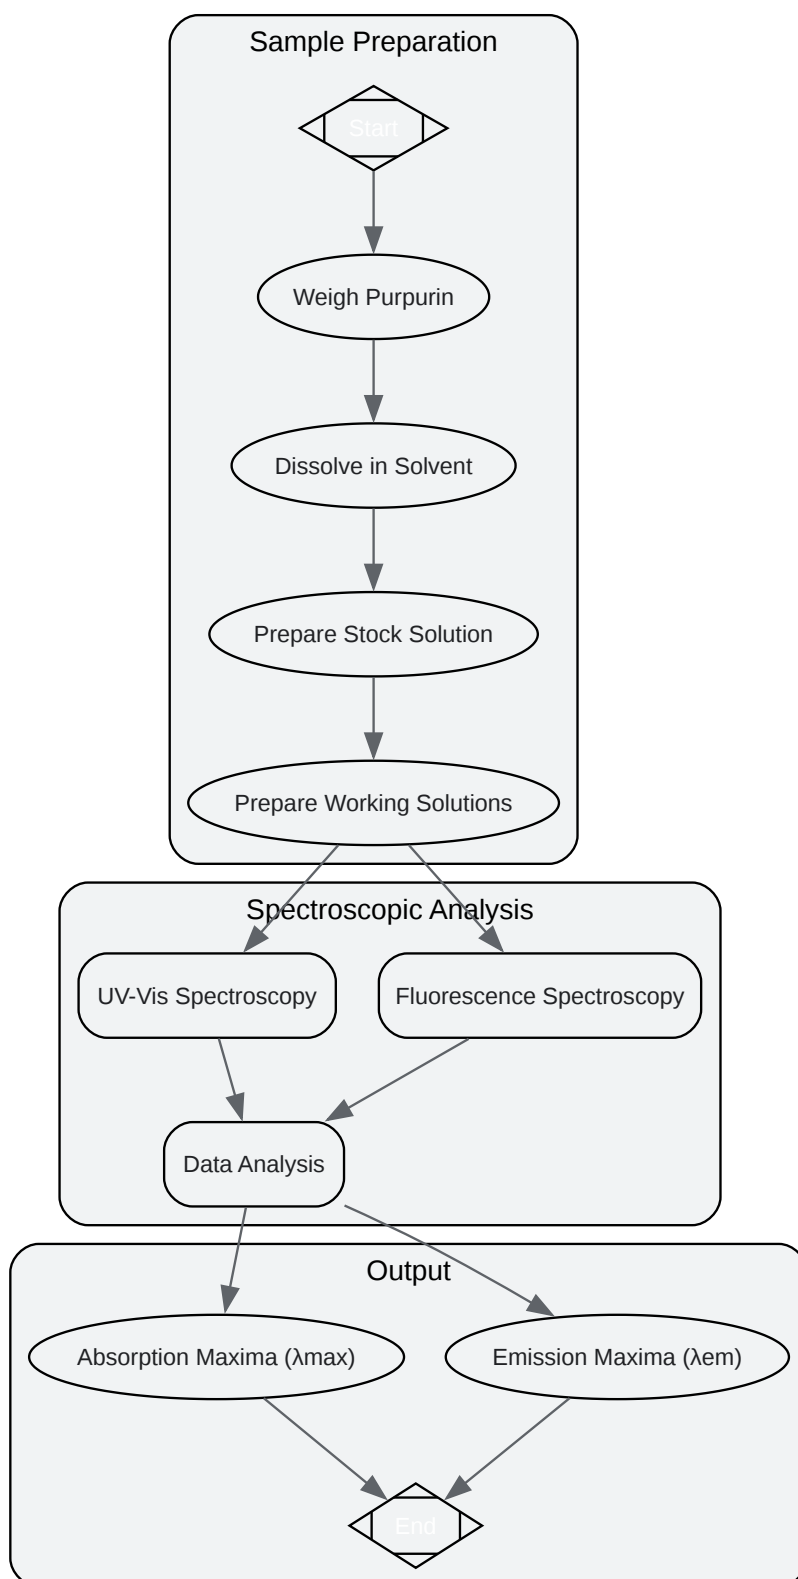 Sample Preparation
Start
Weigh Purpurin
Dissolve in Solvent
Prepare Stock Solution
Prepare Working Solutions
Spectroscopic Analysis
UV-Vis Spectroscopy
Fluorescence Spectroscopy
Data Analysis
Output
Absorption Maxima (λmax)
Emission Maxima (λem)
End